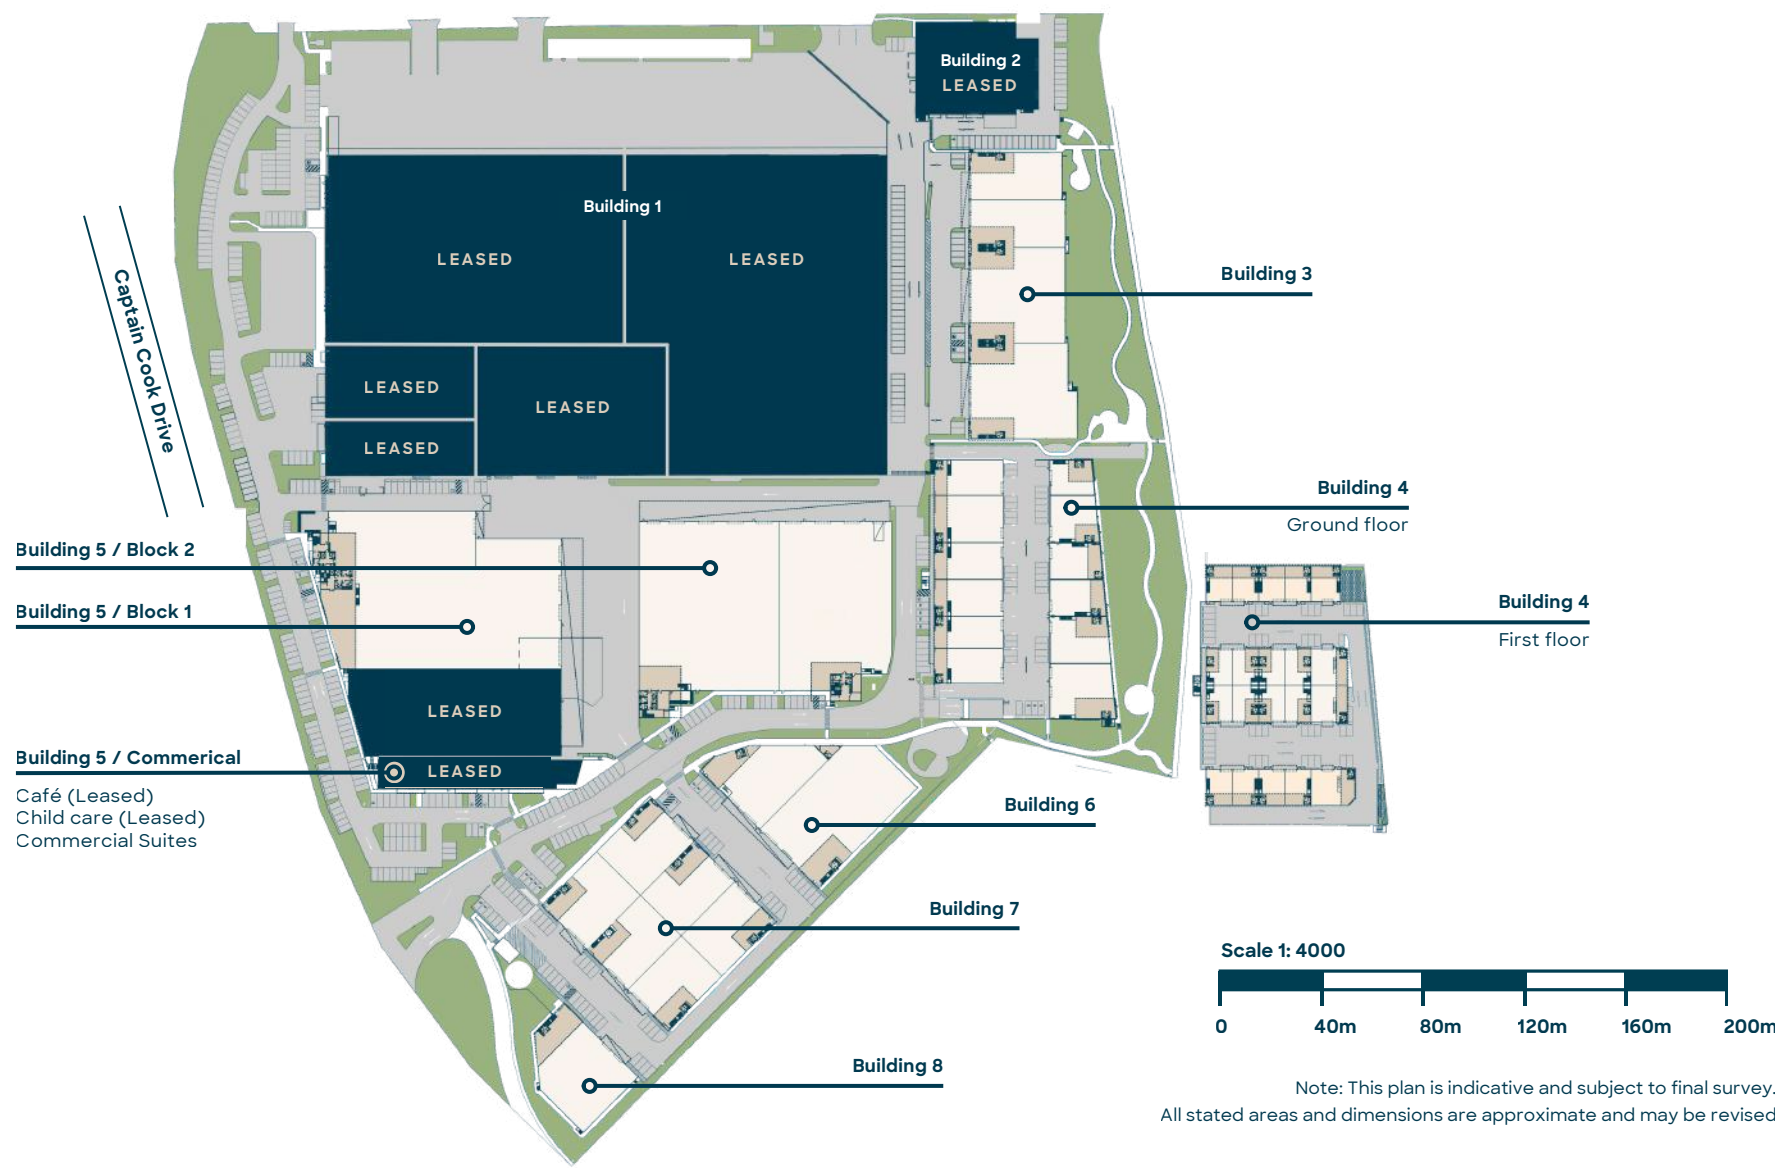 Building 2
LEASED
Building 1
LEASED
LEASED
Building 3
Captain Cook Drive
LEASED
LEASED
LEASED
Building 4
Ground floor
Building 5 / Block 2
Building 5 / Block 1
Building 4
First floor
LEASED
Building 5 / Commerical
LEASED
Café (Leased)
Child care (Leased)
Commercial Suites
Building 6
Building 7
Scale 1: 4000
0 40m 80m 120m 160m 200m
Building 8
Note: This plan is indicative and subject to final survey.
All stated areas and dimensions are approximate and may be revised